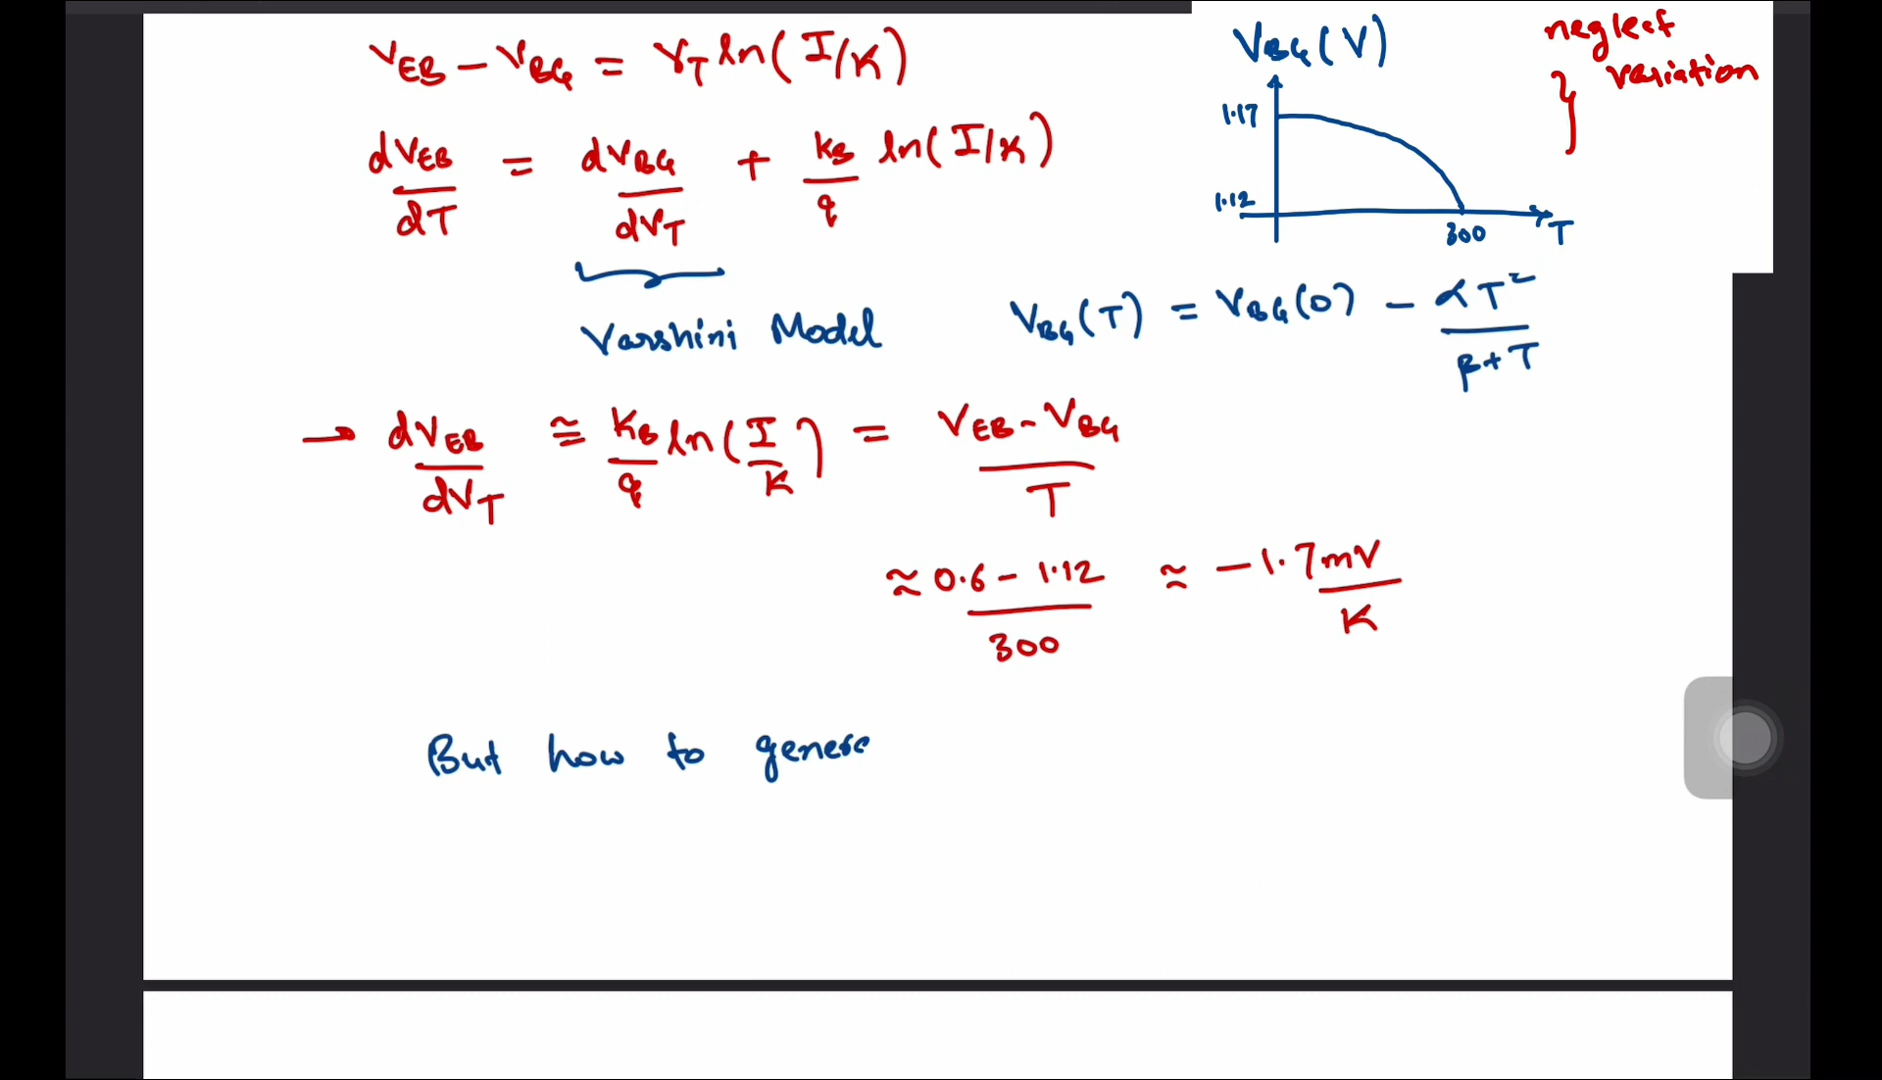 V_EB - V_BG = V_T ln(I/K)
V_BG(V)
neglect
variation
1.17
1.12
300
T
dV_EB/dT = dV_BG/dV_T + k_B/q ln(I/K)
Varshini Model
V_BG(T) = V_BG(0) - αT²/β+T
→ dV_EB/dV_T ≅ K_B/q ln(I/K) = V_EB - V_BG/T
≈ 0.6 - 1.12/300 ≈ -1.7mV/K
But how to genera